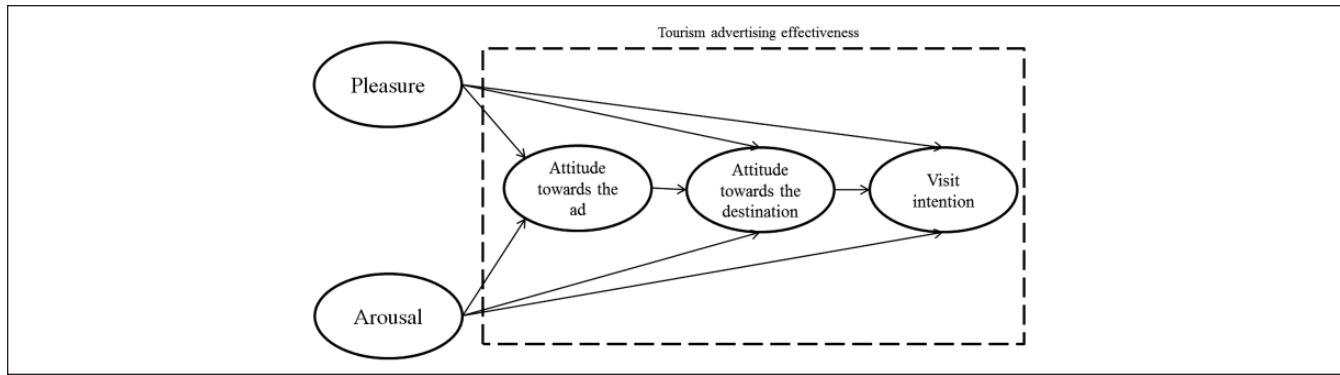 Tourism advertising effectiveness
Pleasure
Attitude
towards the
ad
Attitude
towards the
destination
Visit
intention
Arousal